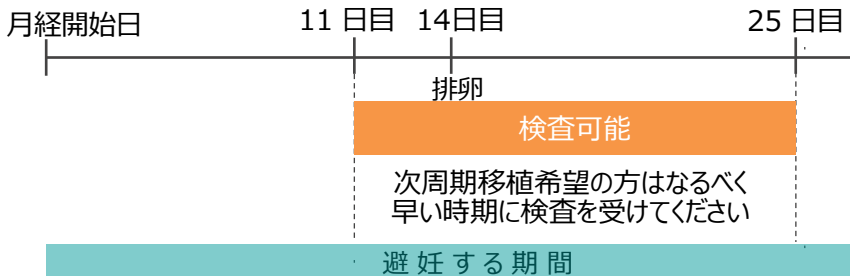 月経開始日
11 日目
14日目
25 日目
排卵
検査可能
次周期移植希望の方はなるべく
早い時期に検査を受けてください
避妊する期間